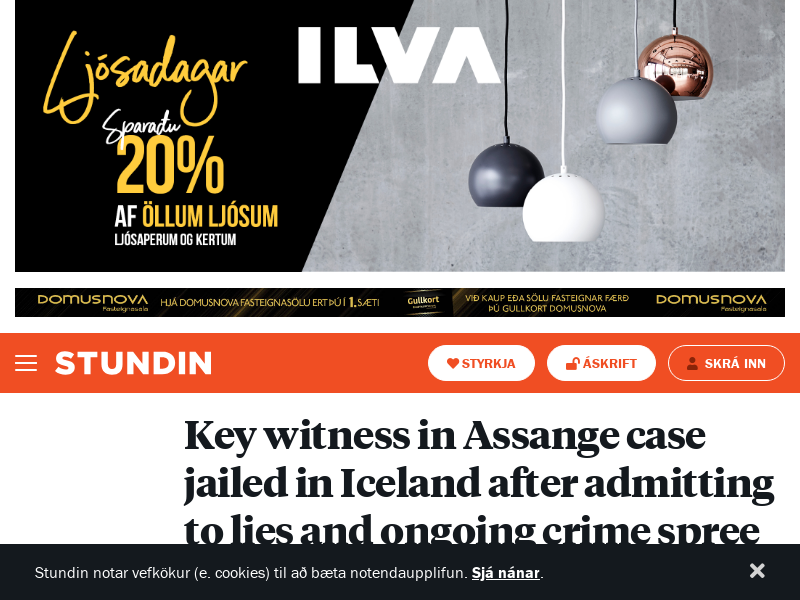 Ljósadagar
ILVA
Sparaðu
20%
AF ÖLLUM LJÓSUM
LJÓSAPERUM OG KERTUM
DOMUSNOVA
Fasteignasala
HJÁ DOMUSNOVA FASTEIGNASÖLU ERT ÞÚ Í 1. SÆTI
Gullkort
VIÐ KAUP EÐA SÖLU FASTEIGNAR FÆRÐ
ÞÚ GULLKORT DOMUSNOVA
DOMUSNOVA
Fasteignasala
STUNDIN
STYRKJA
ÁSKRIFT
SKRÁ INN
Key witness in Assange case
jailed in Iceland after admitting
to lies and ongoing crime spree
Stundin notar vefkökur (e. cookies) til að bæta notendaupplifun. Sjá nánar.